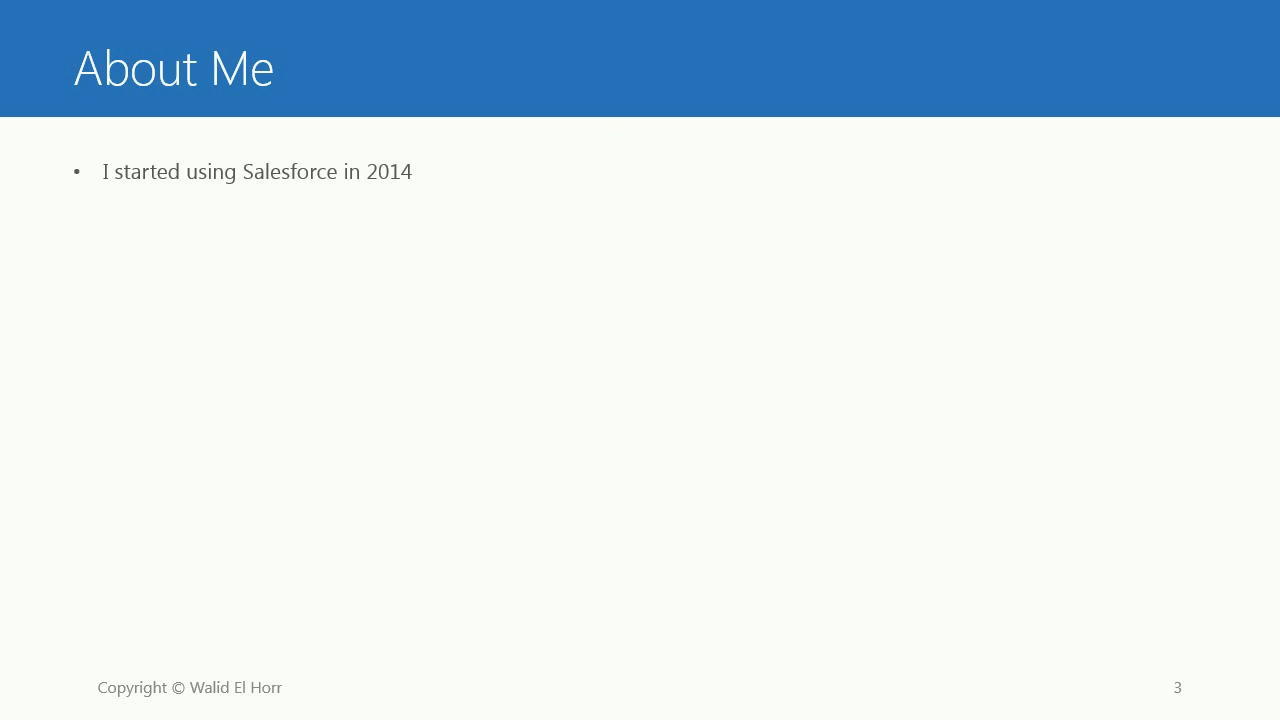 About Me
• I started using Salesforce in 2014
Copyright © Walid El Horr
3